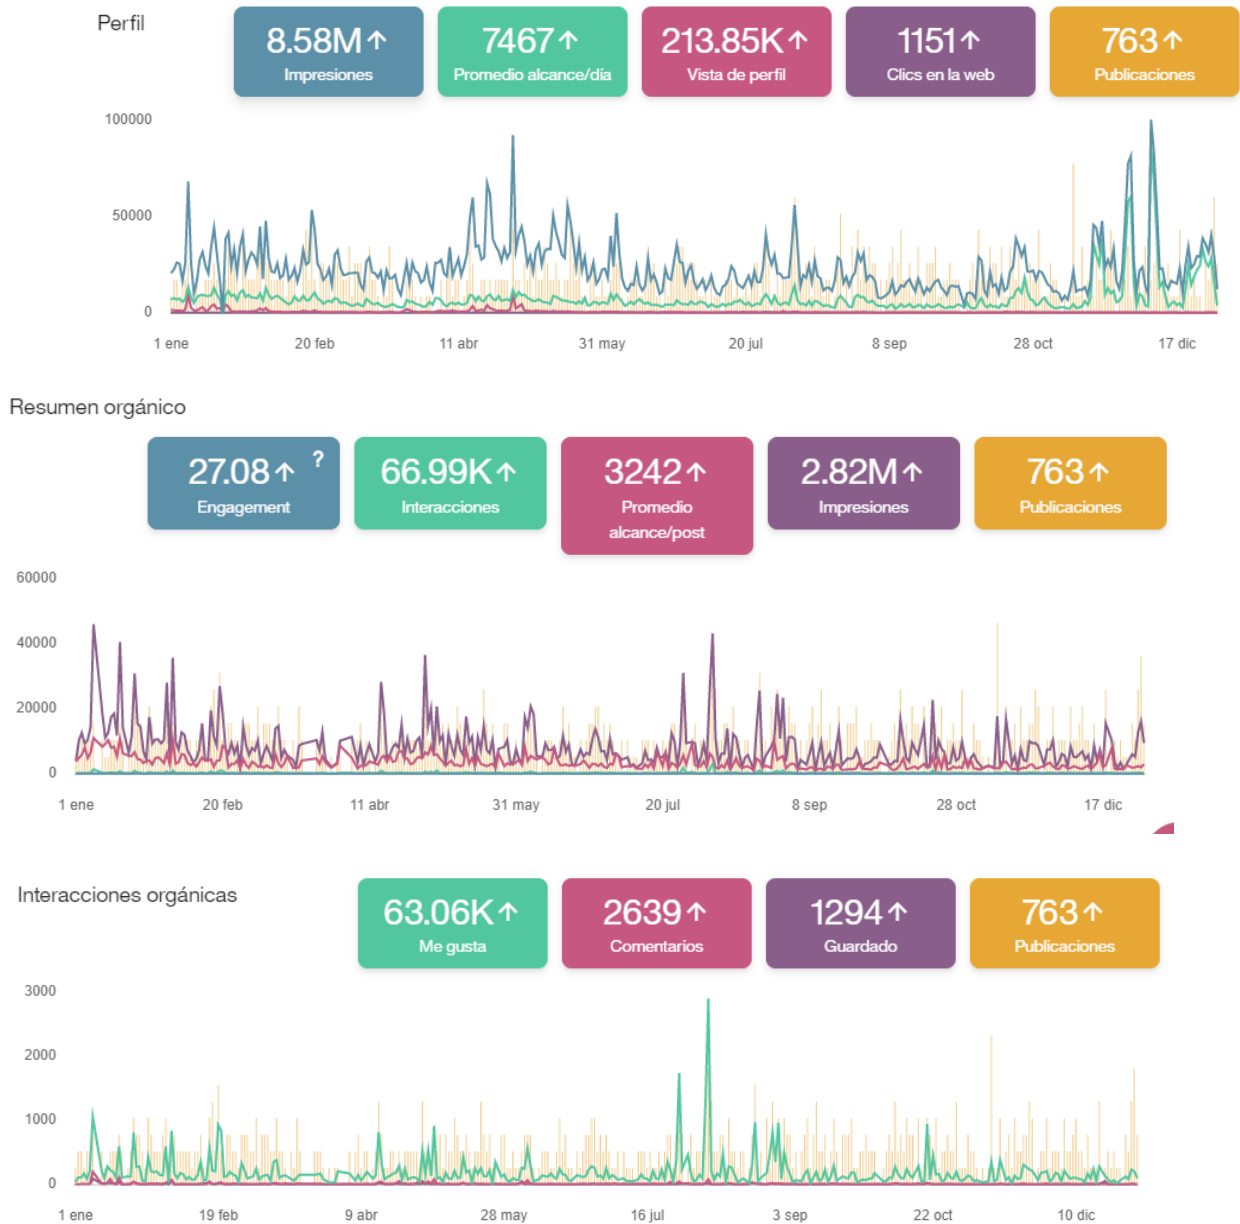 Perfil
8.58M↑
Impresiones
7467↑
Promedio alcance/día
213.85K↑
Vista de perfil
1151↑
Clics en la web
763↑
Publicaciones
100000
50000
0
1 ene
20 feb
11 abr
31 may
20 jul
8 sep
28 oct
17 dic
Resumen orgánico
27.08↑ ?
Engagement
66.99K↑
Interacciones
3242↑
Promedio
alcance/post
2.82M↑
Impresiones
763↑
Publicaciones
60000
40000
20000
0
1 ene
20 feb
11 abr
31 may
20 jul
8 sep
28 oct
17 dic
Interacciones orgánicas
63.06K↑
Me gusta
2639↑
Comentarios
1294↑
Guardado
763↑
Publicaciones
3000
2000
1000
0
1 ene
19 feb
9 abr
28 may
16 jul
3 sep
22 oct
10 dic